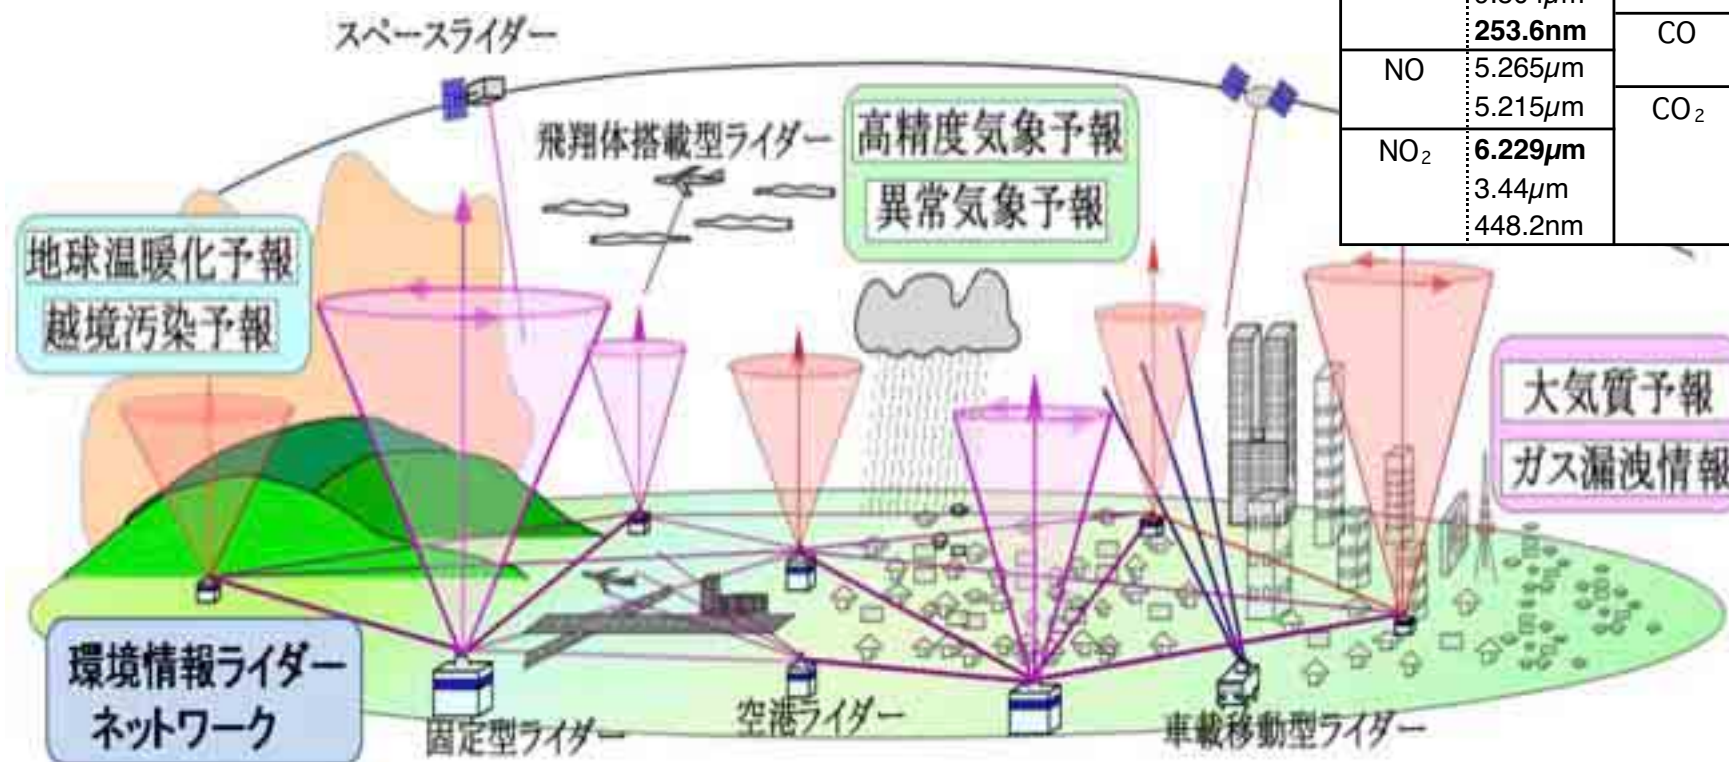 スペースライダー
飛翔体搭載型ライダー
高精度気象予報
異常気象予報
253.6nm
CO
NO
5.265μm
5.215μm
CO₂
NO₂
6.229μm
3.44μm
448.2nm
地球温暖化予報
越境汚染予報
大気質予報
ガス漏洩情報
環境情報ライダー
ネットワーク
固定型ライダー
空港ライダー
車載移動型ライダー